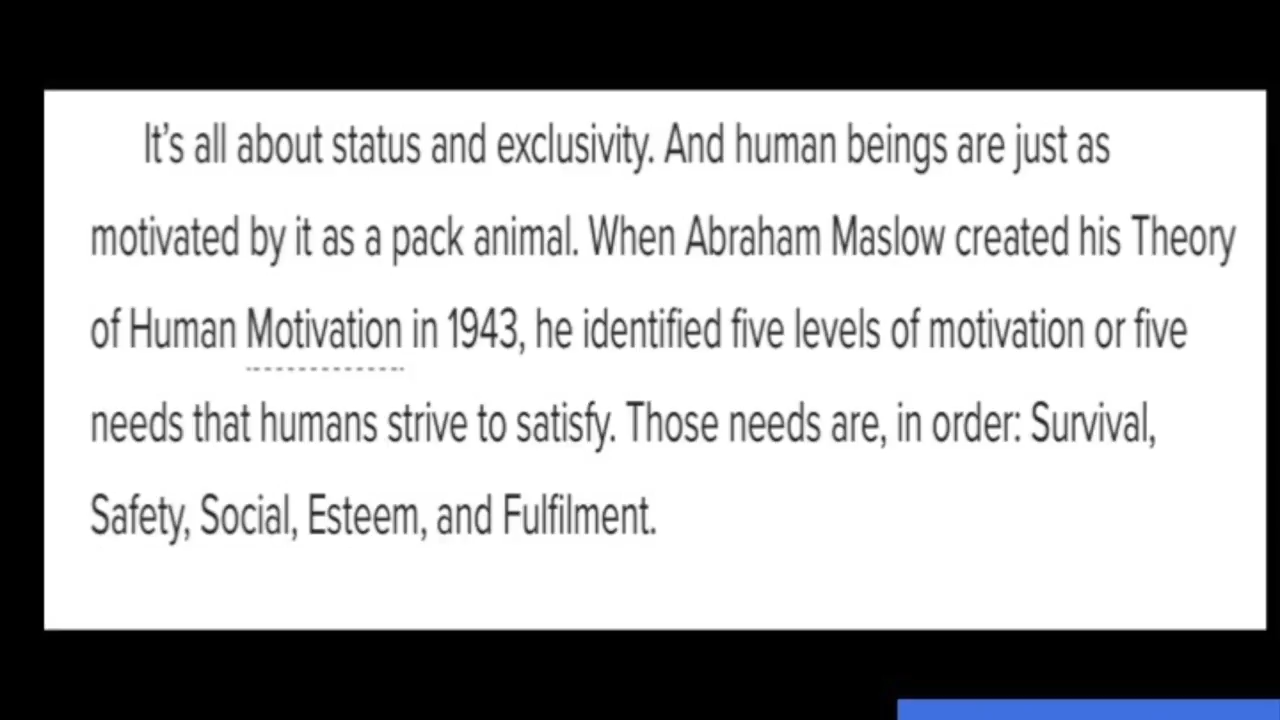 It's all about status and exclusivity. And human beings are just as
motivated by it as a pack animal. When Abraham Maslow created his Theory
of Human Motivation in 1943, he identified five levels of motivation or five
needs that humans strive to satisfy. Those needs are, in order: Survival,
Safety, Social, Esteem, and Fulfilment.